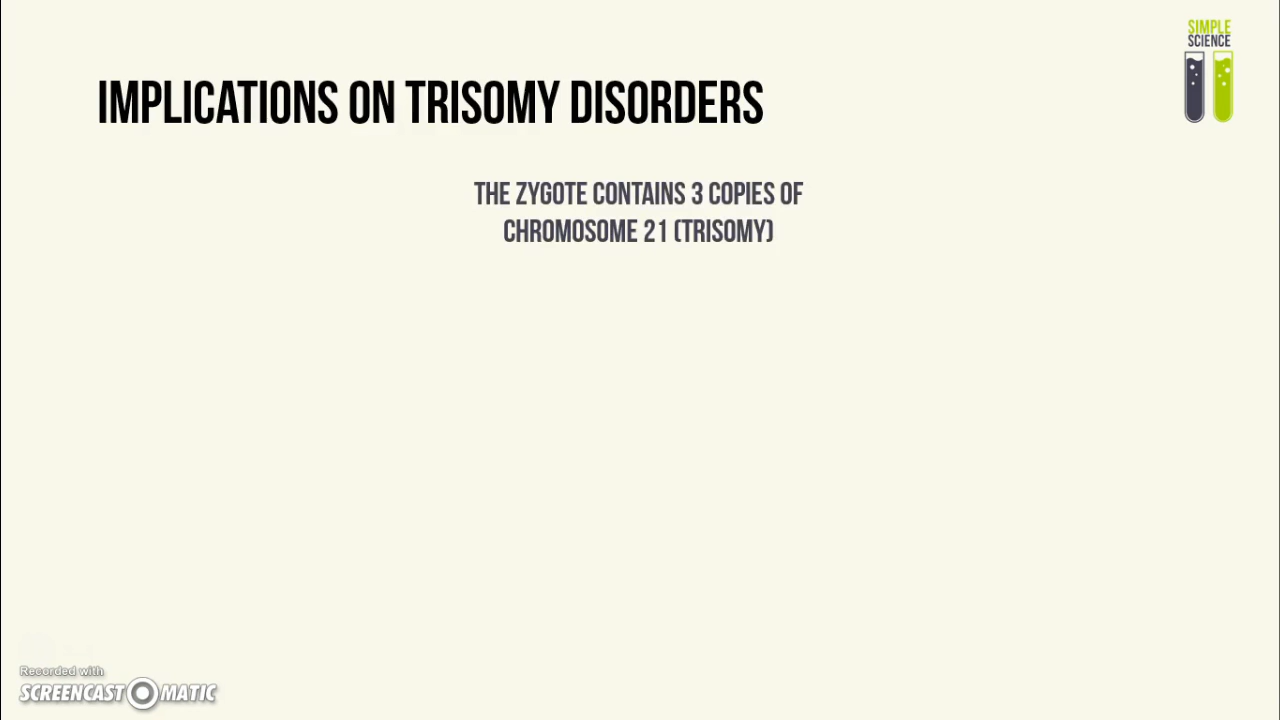 SIMPLE
SCIENCE
IMPLICATIONS ON TRISOMY DISORDERS
THE ZYGOTE CONTAINS 3 COPIES OF
CHROMOSOME 21 (TRISOMY)
Recorded with
SCREENCAST MATIC